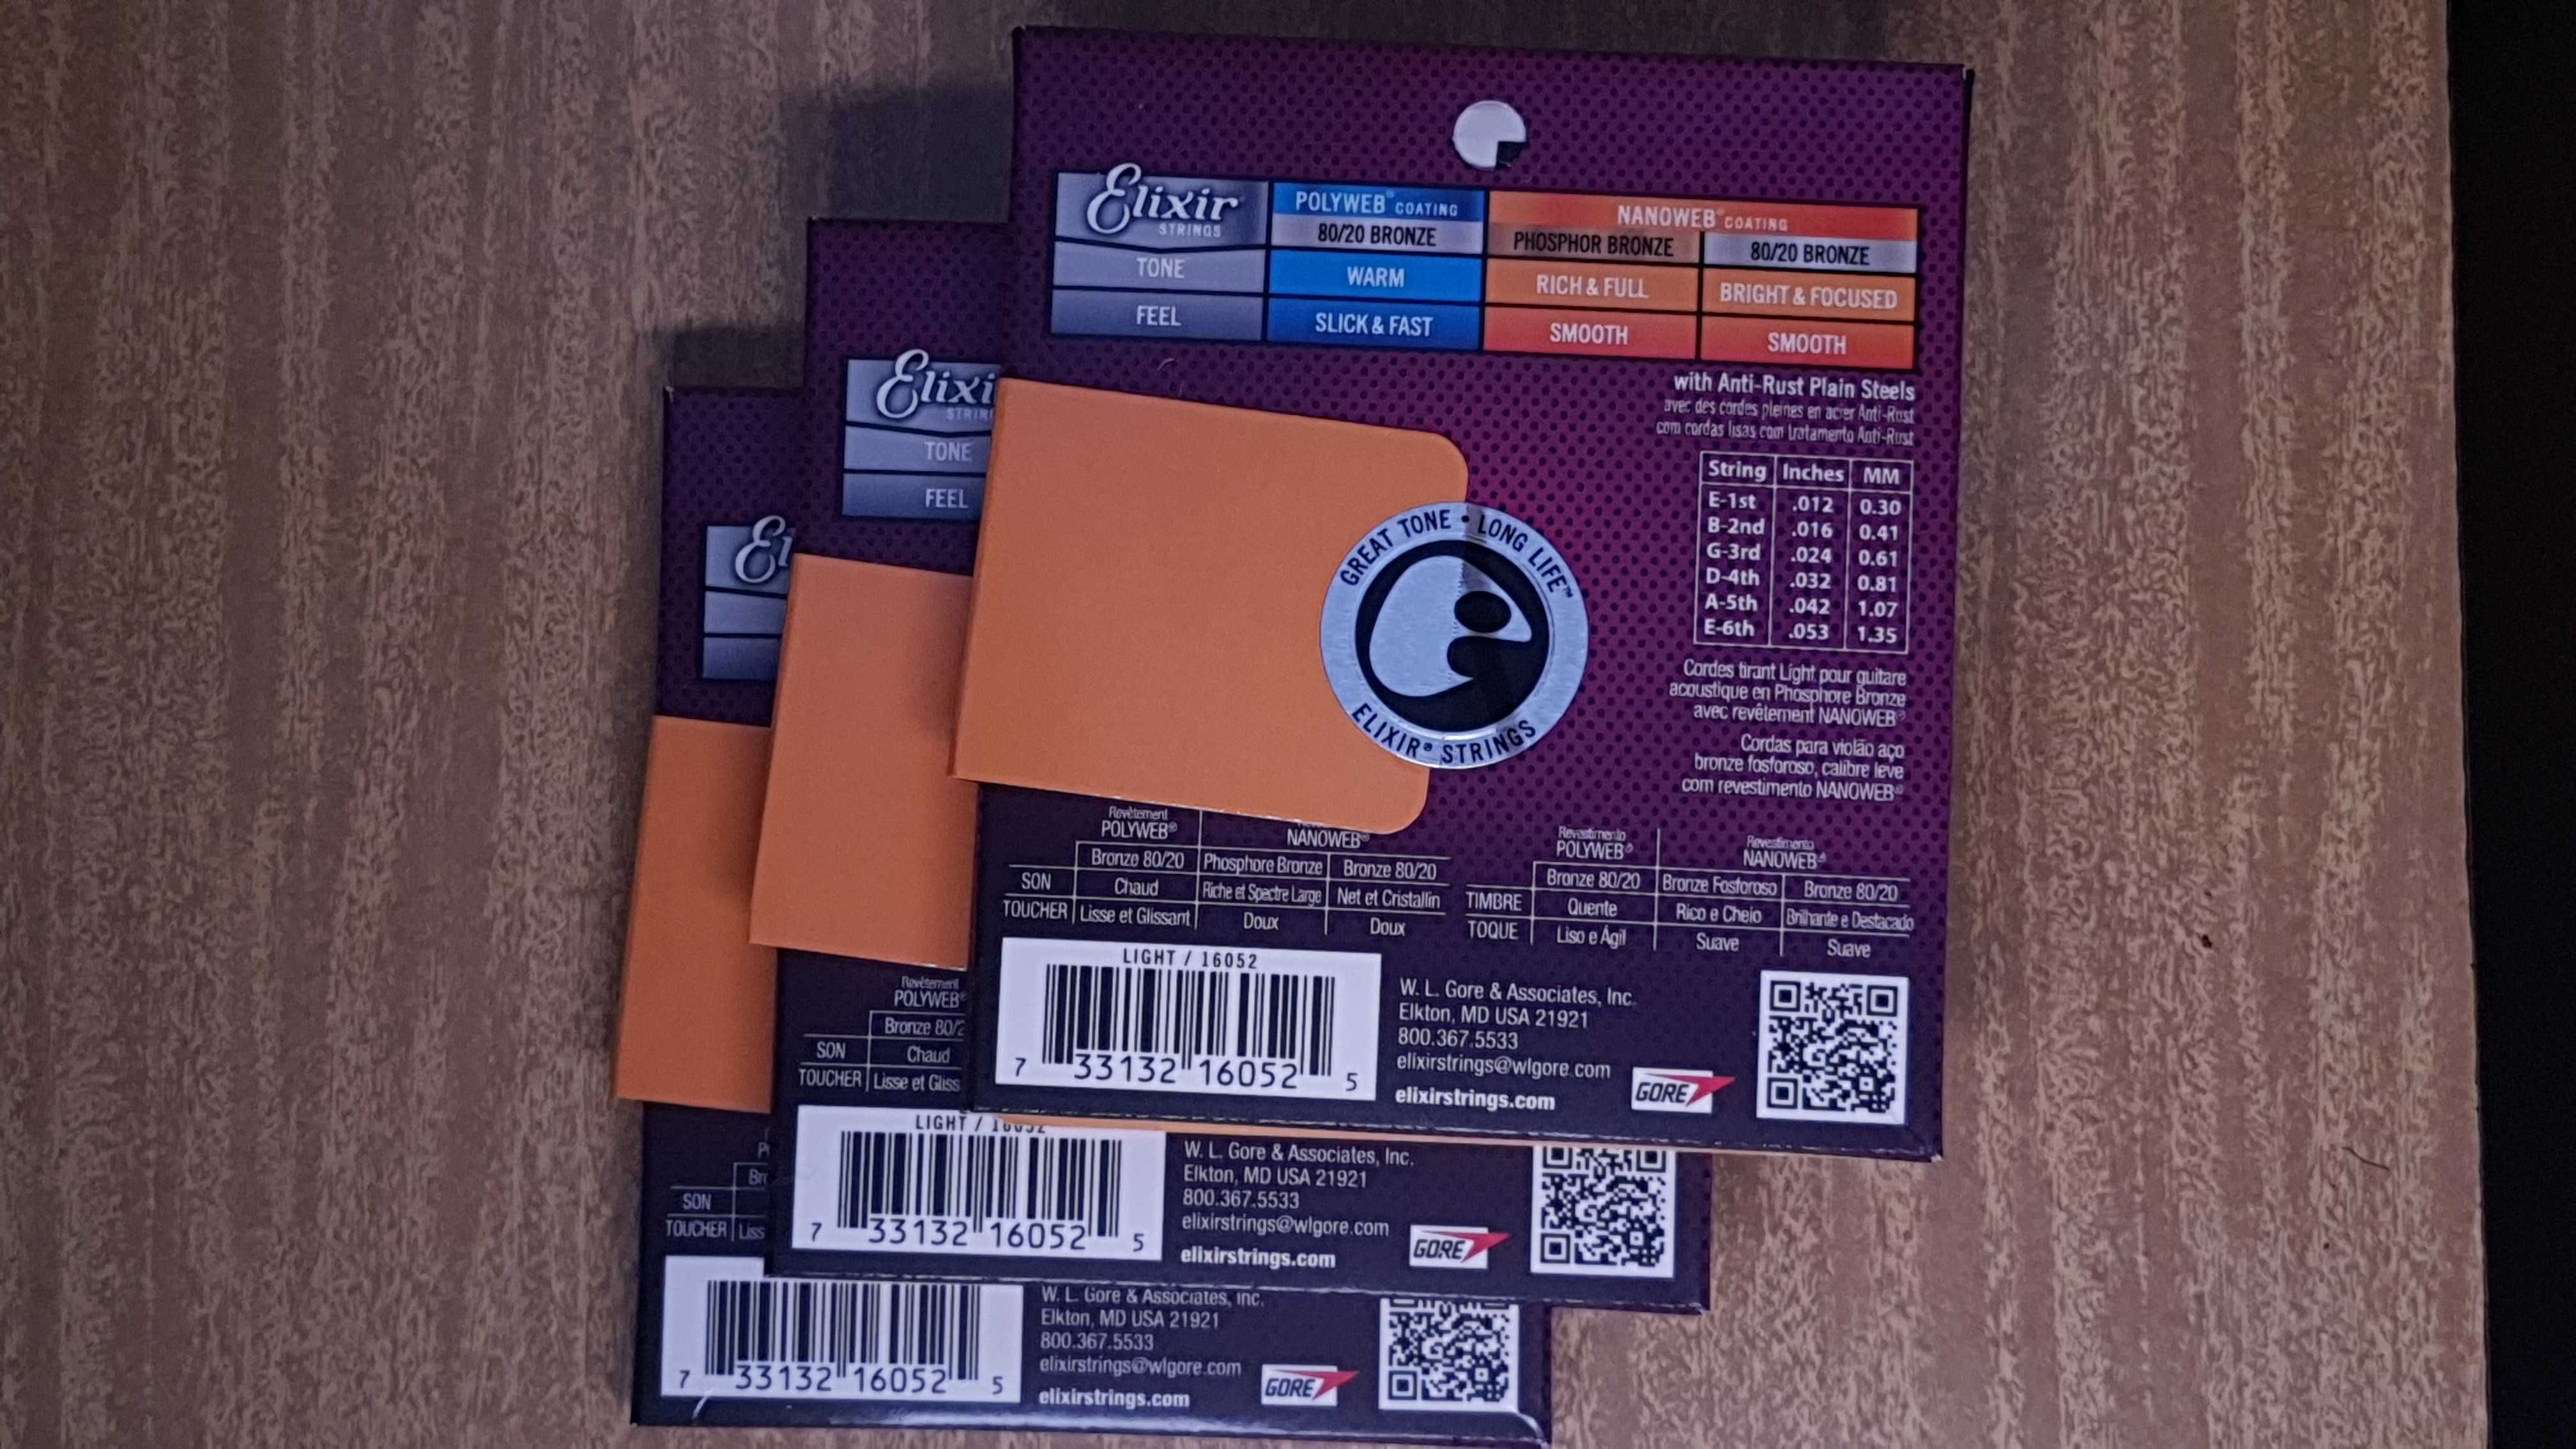 Elixir
STRINGS
POLYWEB® COATING
NANOWEB® COATING
80/20 BRONZE
PHOSPHOR BRONZE
80/20 BRONZE
TONE
WARM
RICH & FULL
BRIGHT & FOCUSED
FEEL
SLICK & FAST
SMOOTH
SMOOTH
with Anti-Rust Plain Steels
avec des cordes pleines en acier Anti-Rust
com cordas lisas com tratamento Anti-Rust
String Inches MM
E-1st .012 0.30
B-2nd .016 0.41
G-3rd .024 0.61
D-4th .032 0.81
A-5th .042 1.07
E-6th .053 1.35
GREAT TONE • LONG LIFE™
ELIXIR® STRINGS
Cordes tirant Light pour guitare
acoustique en Phosphore Bronze
avec revêtement NANOWEB®
Cordas para violão aço
bronze fosforoso, calibre leve
com revestimento NANOWEB®
Revêtement
POLYWEB®
NANOWEB®
Bronze 80/20 Phosphore Bronze Bronze 80/20
SON Chaud Riche et Spectre Large Net et Cristallin
TOUCHER Lisse et Glissant Doux Doux
Revestimento
POLYWEB®
Revestimento
NANOWEB®
Bronze 80/20 Bronze Fosforoso Bronze 80/20
TIMBRE Quente Rico e Cheio Brilhante e Destacado
TOQUE Liso e Ágil Suave Suave
LIGHT / 16052
7 33132 16052 5
W. L. Gore & Associates, Inc.
Elkton, MD USA 21921
800.367.5533
elixirstrings@wlgore.com
elixirstrings.com
GORE
Elixi
STRIN
TONE
FEEL
Revêtement
POLYWEB®
Bronze 80/2
SON Chaud
TOUCHER Lisse et Gliss
LIGHT / 16052
7 33132 16052 5
W. L. Gore & Associates, Inc.
Elkton, MD USA 21921
800.367.5533
elixirstrings@wlgore.com
elixirstrings.com
GORE
El
P
Br
SON
TOUCHER Liss
7 33132 16052 5
W. L. Gore & Associates, Inc.
Elkton, MD USA 21921
800.367.5533
elixirstrings@wlgore.com
elixirstrings.com
GORE